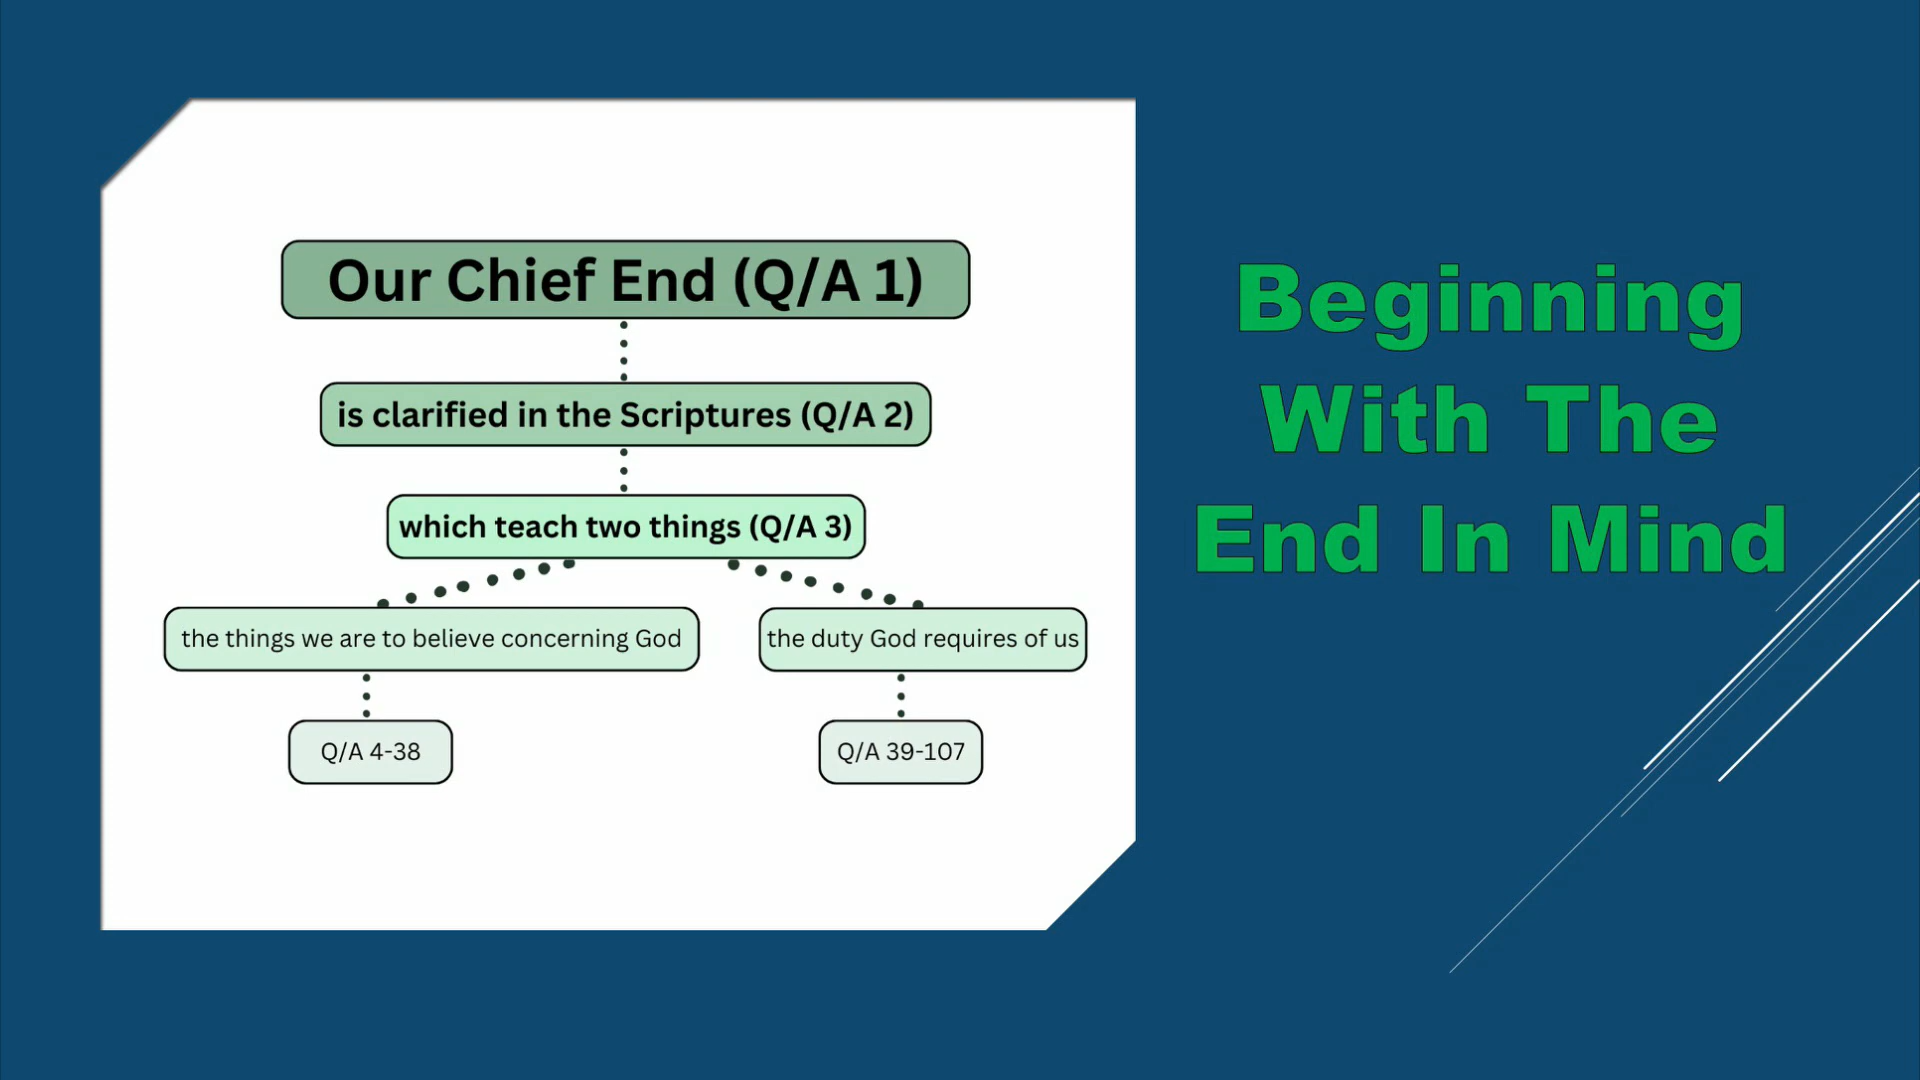 Our Chief End (Q/A 1)
is clarified in the Scriptures (Q/A 2)
which teach two things (Q/A 3)
the things we are to believe concerning God
the duty God requires of us
Q/A 4-38
Q/A 39-107
Beginning
With The
End In Mind